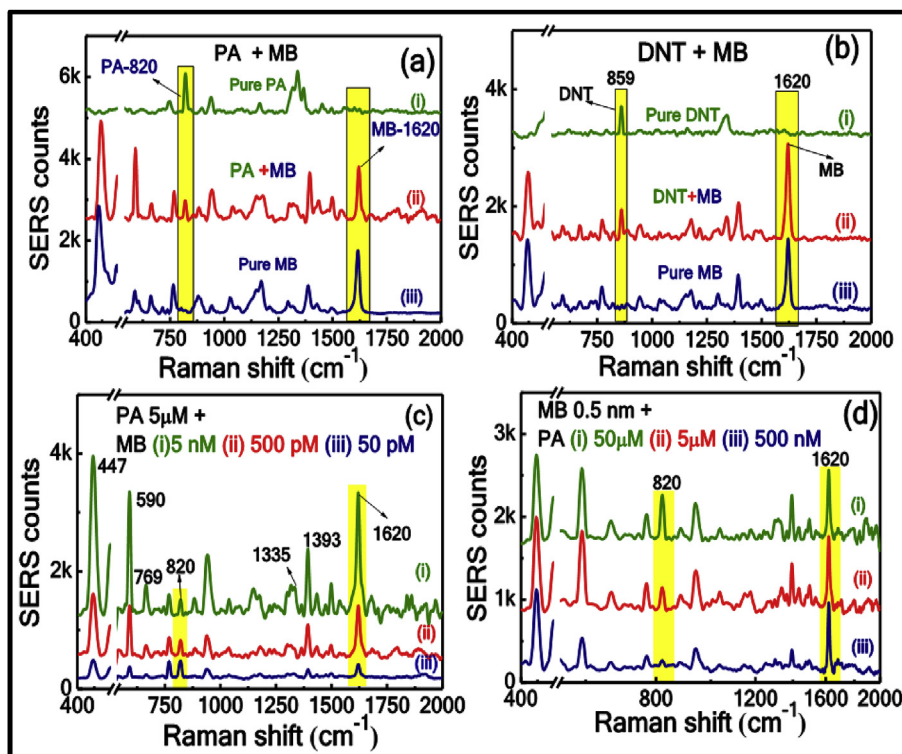 PA + MB
(a)
PA-820
Pure PA
(i)
MB-1620
PA +MB
(ii)
Pure MB
(iii)
SERS counts
6k
4k
2k
0
400 750 1000 1250 1500 1750 2000
Raman shift (cm⁻¹)
DNT + MB
(b)
859
1620
DNT
Pure DNT
(i)
MB
DNT+MB
(ii)
Pure MB
(iii)
SERS counts
4k
2k
0
400 750 1000 1250 1500 1750 2000
Raman shift (cm⁻¹)
PA 5μM +
(c)
MB (i)5 nM (ii) 500 pM (iii) 50 pM
447
590
769
820
1335
1393
1620
(i)
(ii)
(iii)
SERS counts
4k
2k
0
400 750 1000 1250 1500 1750 2000
Raman shift (cm⁻¹)
MB 0.5 nm +
(d)
PA (i) 50μM (ii) 5μM (iii) 500 nM
820
1620
(i)
(ii)
(iii)
SERS counts
3k
2k
1k
0
400 800 1200 1600 2000
Raman shift (cm⁻¹)